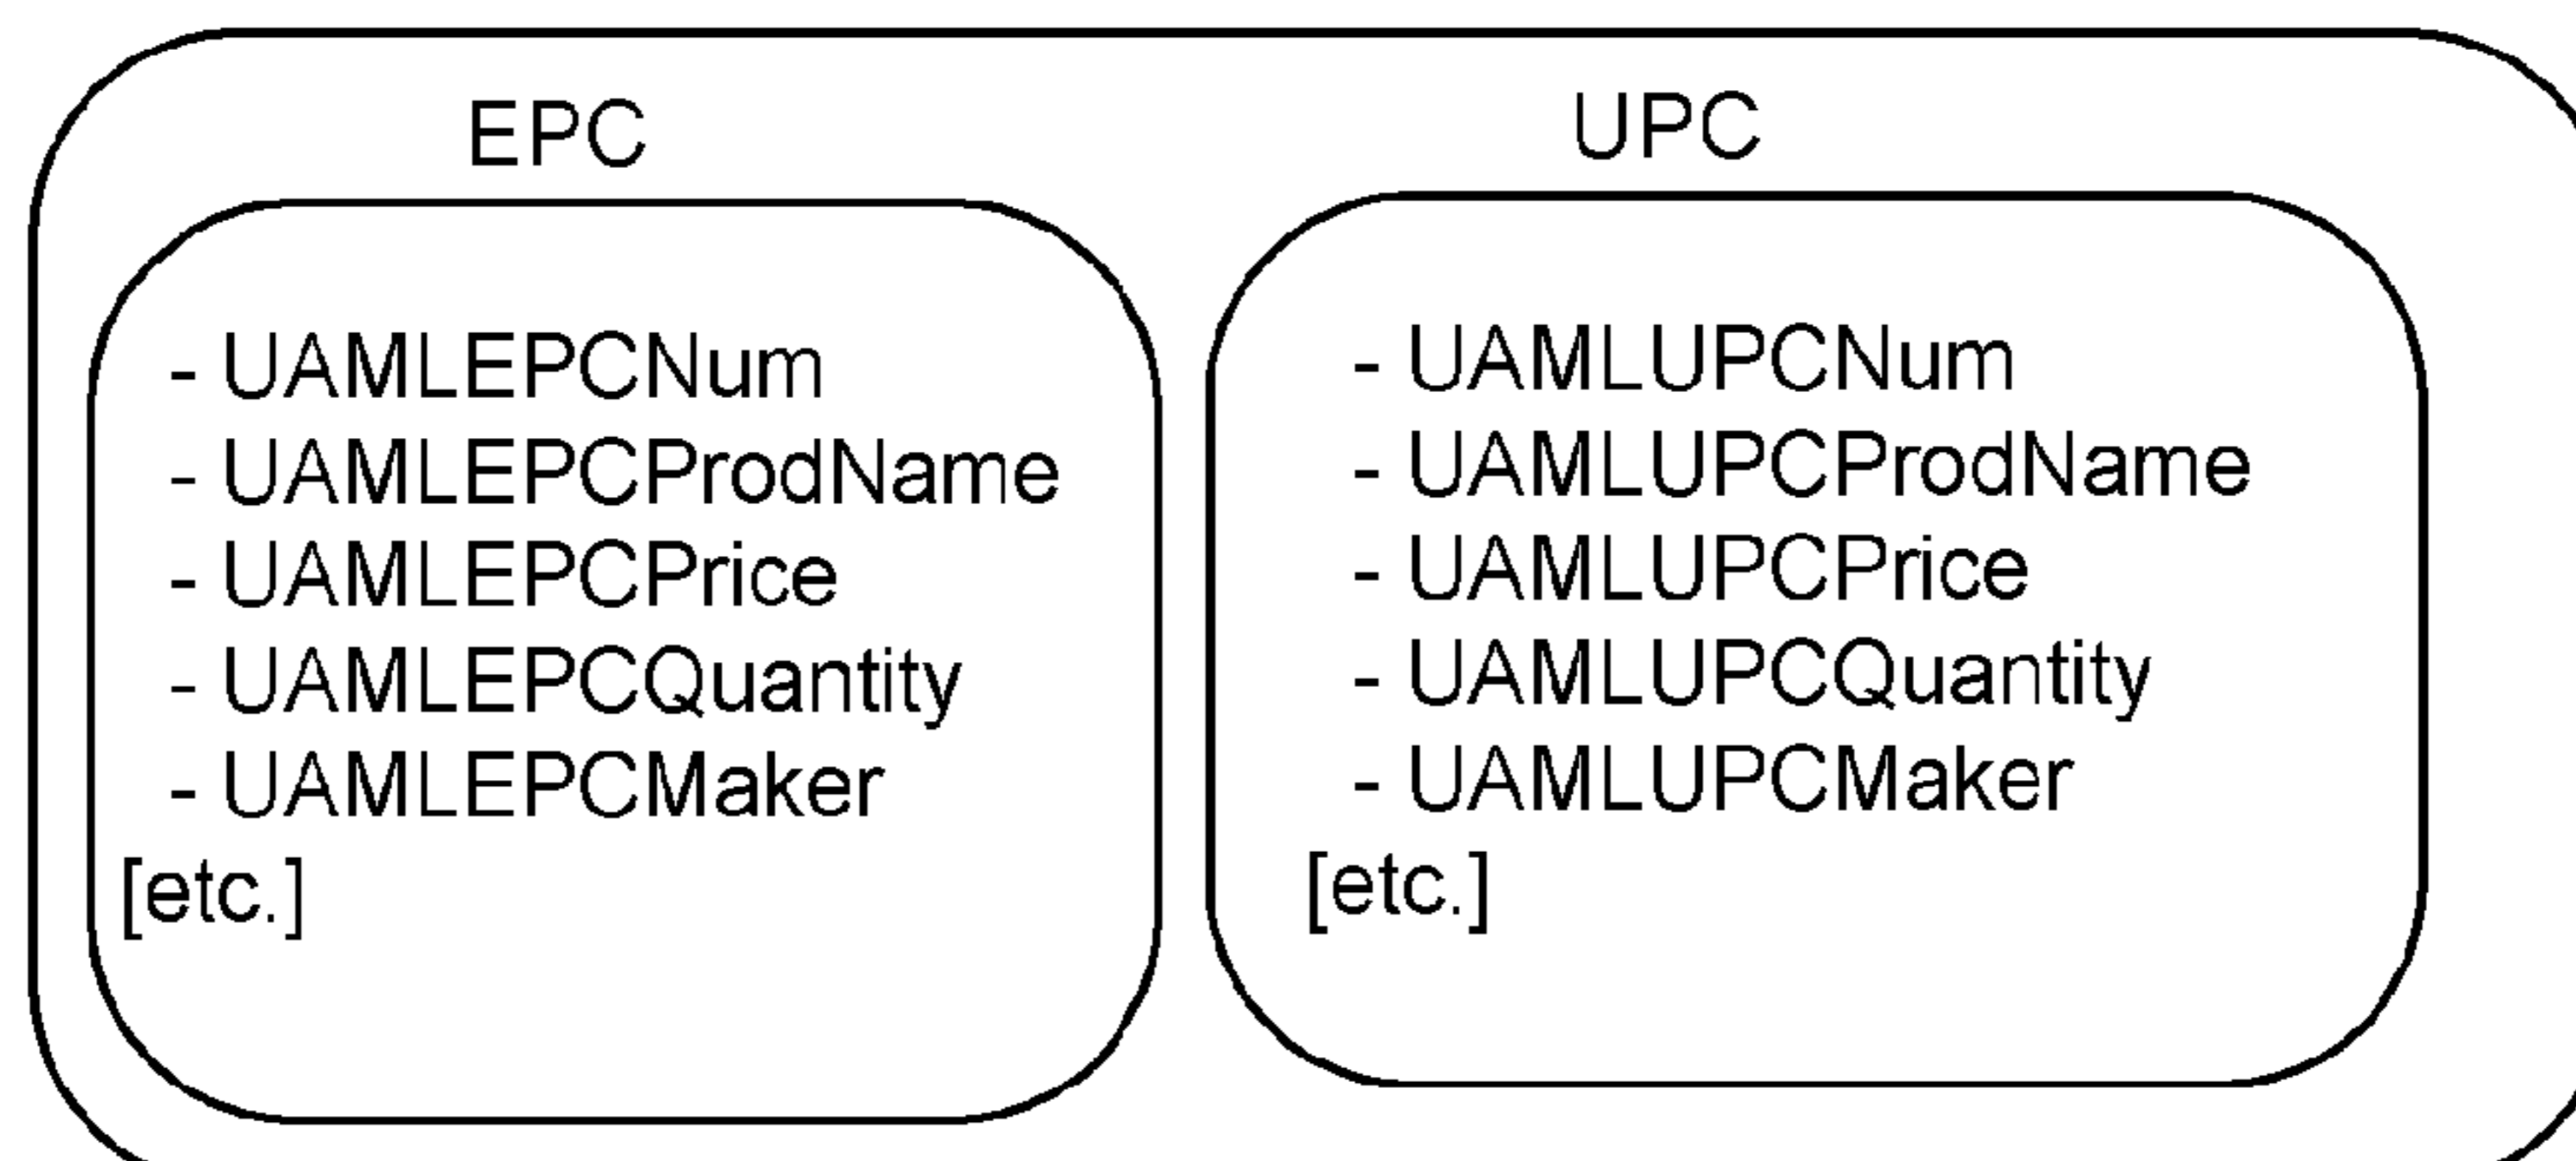 EPC
- UAMLEPCNum
- UAMLEPCProdName
- UAMLEPCPrice
- UAMLEPCQuantity
- UAMLEPCMaker
[etc.]
UPC
- UAMLUPCNum
- UAMLUPCProdName
- UAMLUPCPrice
- UAMLUPCQuantity
- UAMLUPCMaker
[etc.]